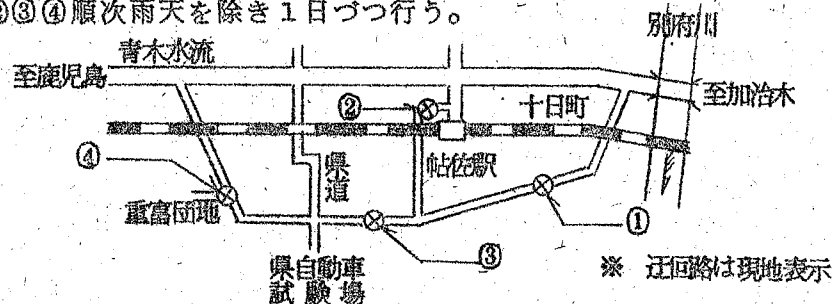 ③④順次雨天を除き1日づつ行う。
別府川
青木水流
至鹿児島
至加治木
②
十日町
④
県道
帖佐駅
重富団地
①
③
県自動車
試験場
※ 迂回路は現地表示